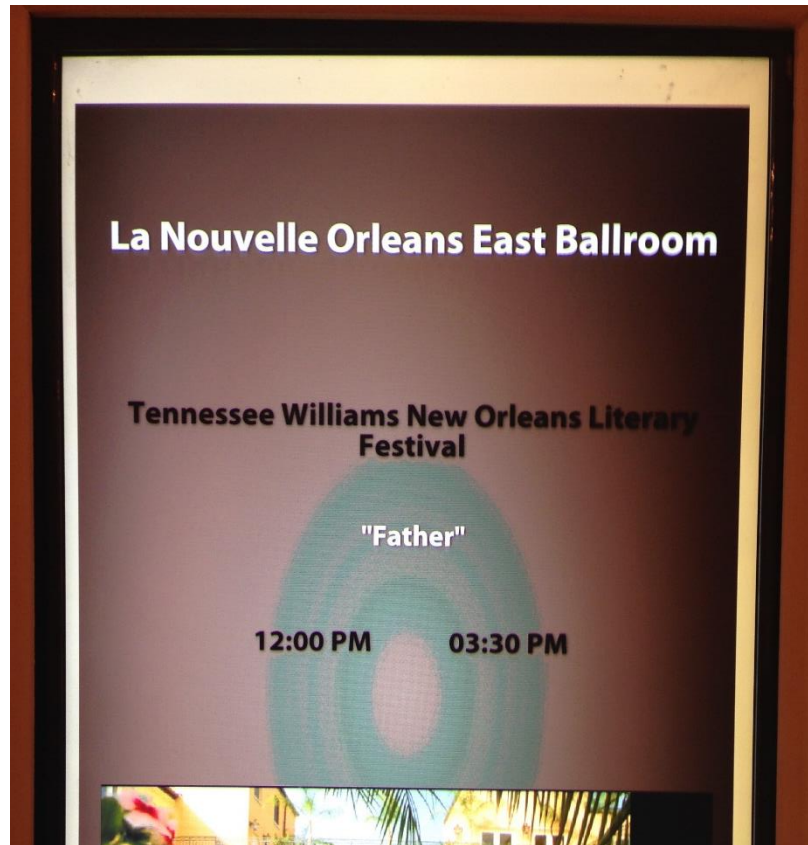 La Nouvelle Orleans East Ballroom
Tennessee Williams New Orleans Literary
Festival
"Father"
12:00 PM 03:30 PM